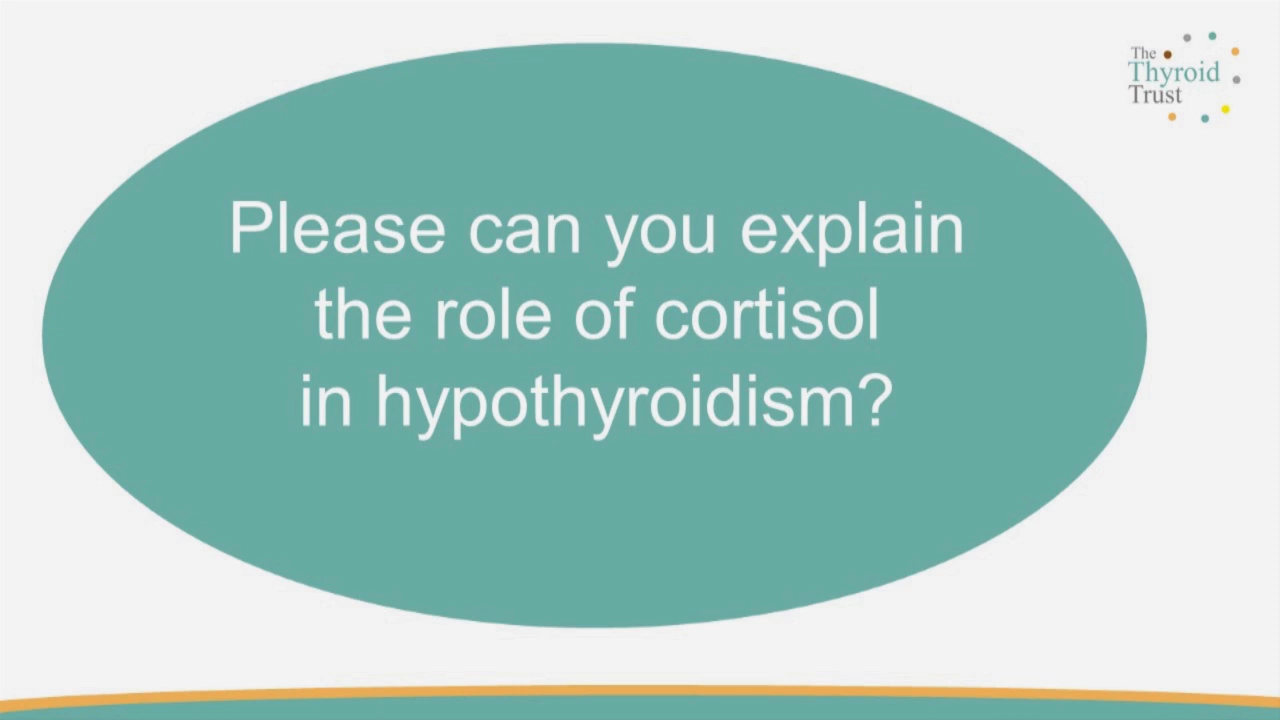 The
Thyroid
Trust
Please can you explain
the role of cortisol
in hypothyroidism?